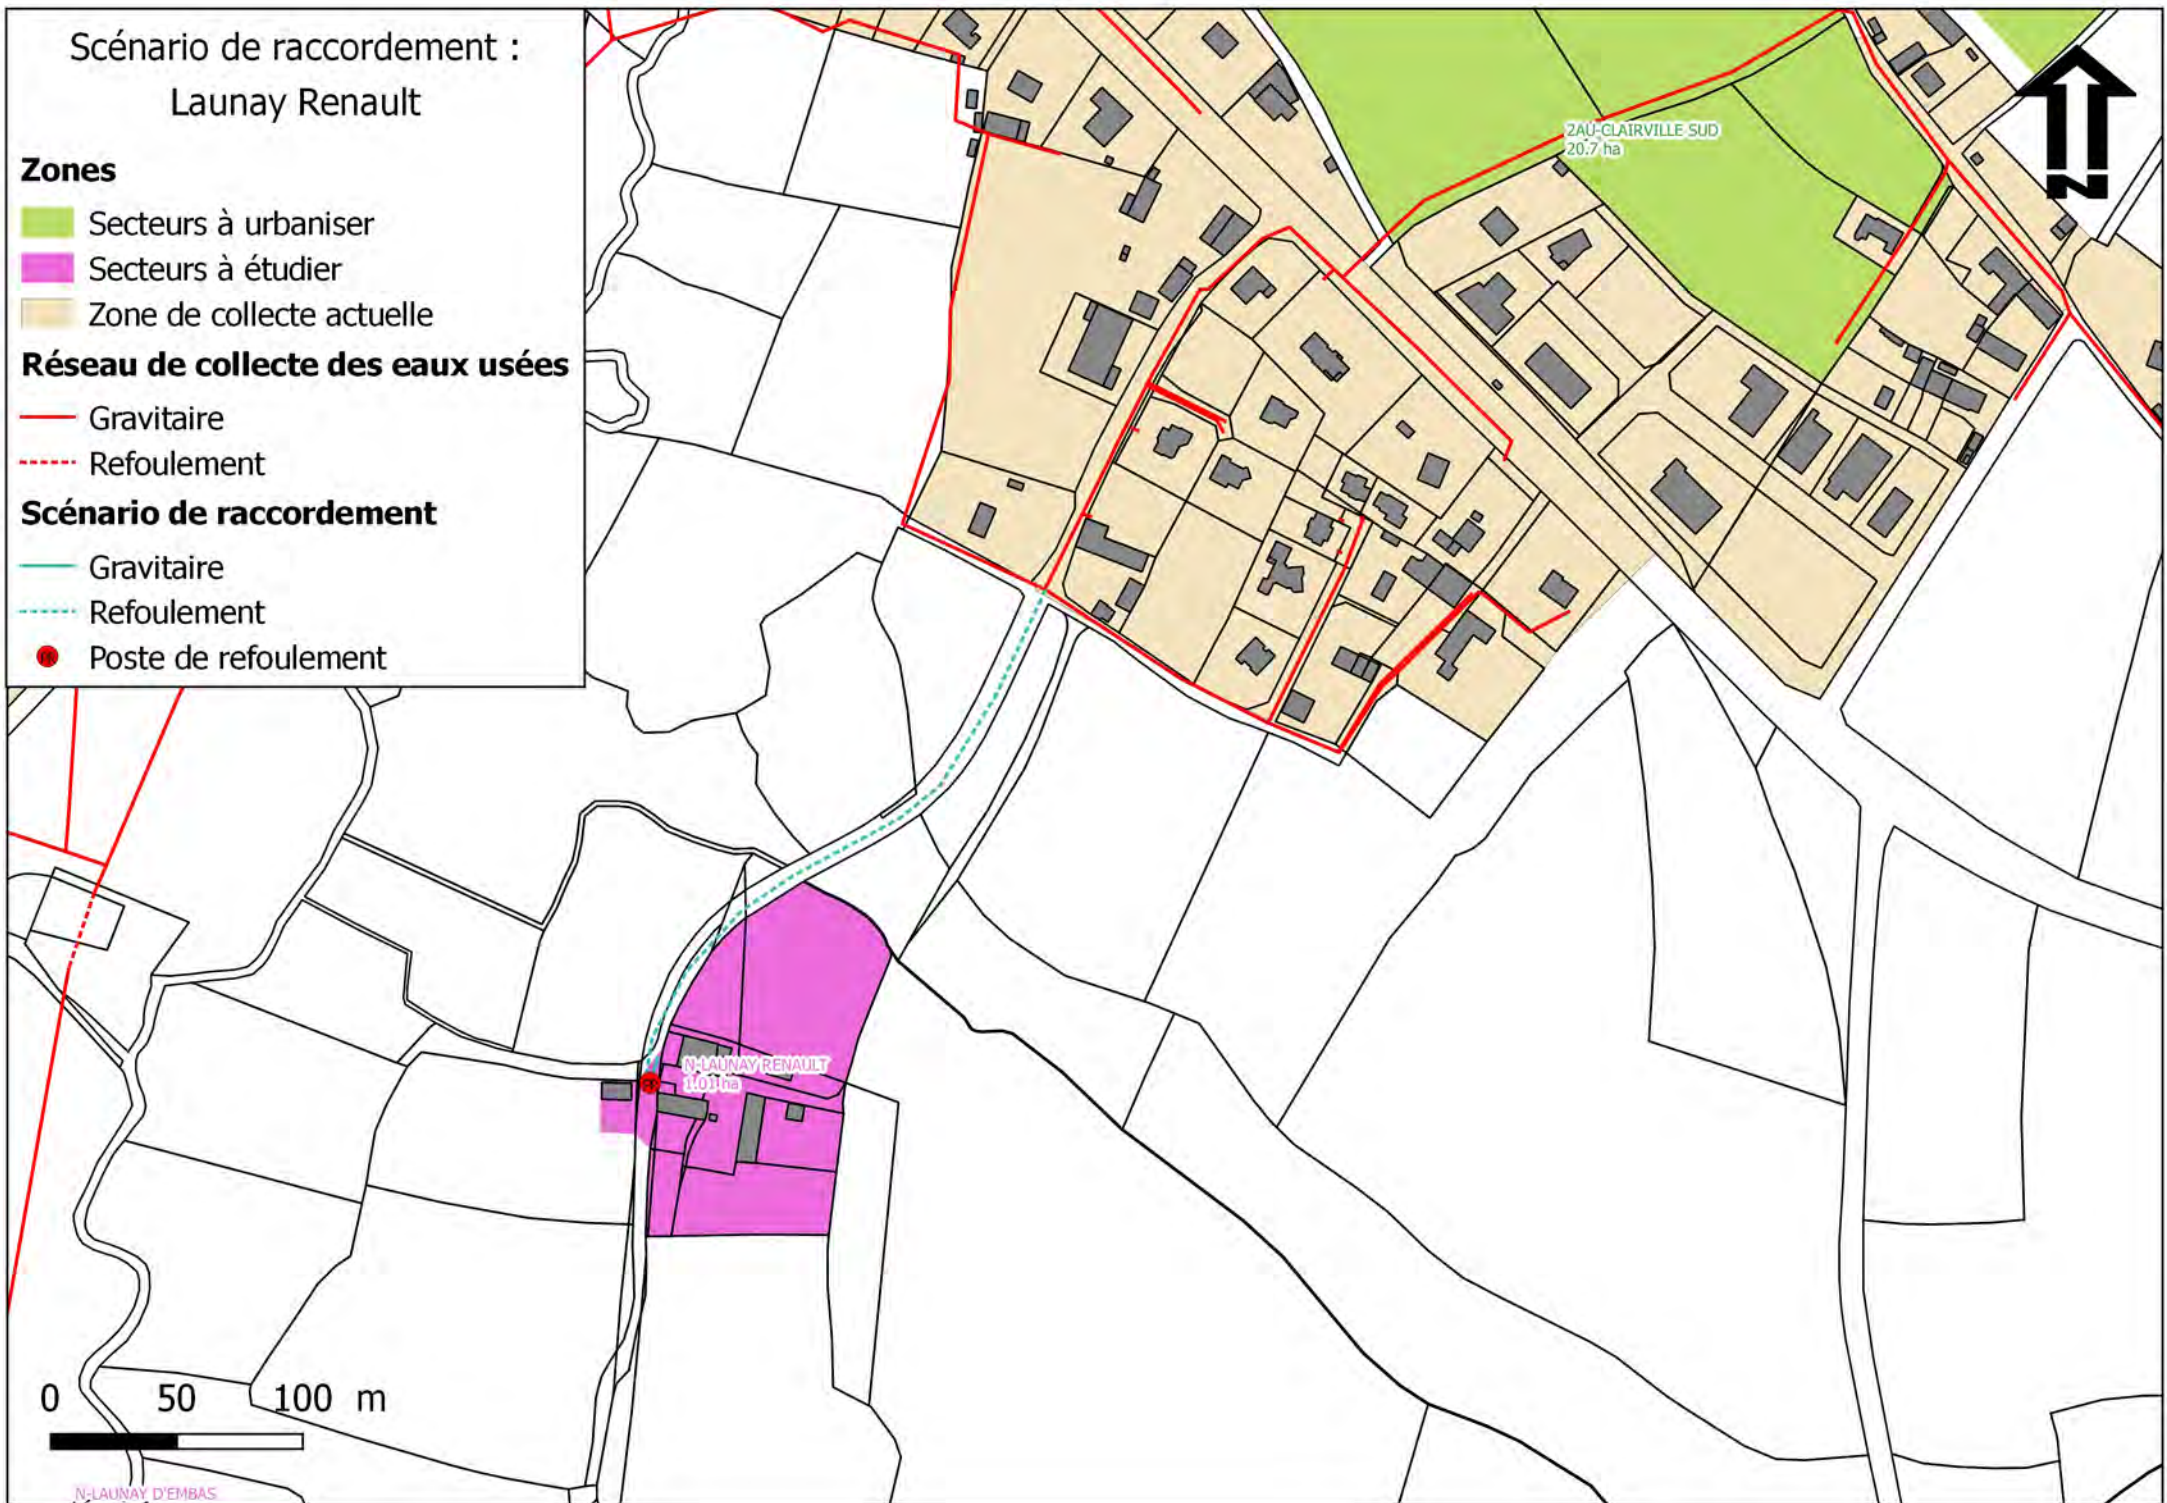 Scénario de raccordement :
Launay Renault
Zones
Secteurs à urbaniser
Secteurs à étudier
Zone de collecte actuelle
Réseau de collecte des eaux usées
Gravitaire
Refoulement
Scénario de raccordement
Gravitaire
Refoulement
PR Poste de refoulement
N
2AU-CLAIRVILLE SUD
20.7 ha
N-LAUNAY RENAULT
1.01 ha
PR
0 50 100 m
N-LAUNAY D'EMBAS